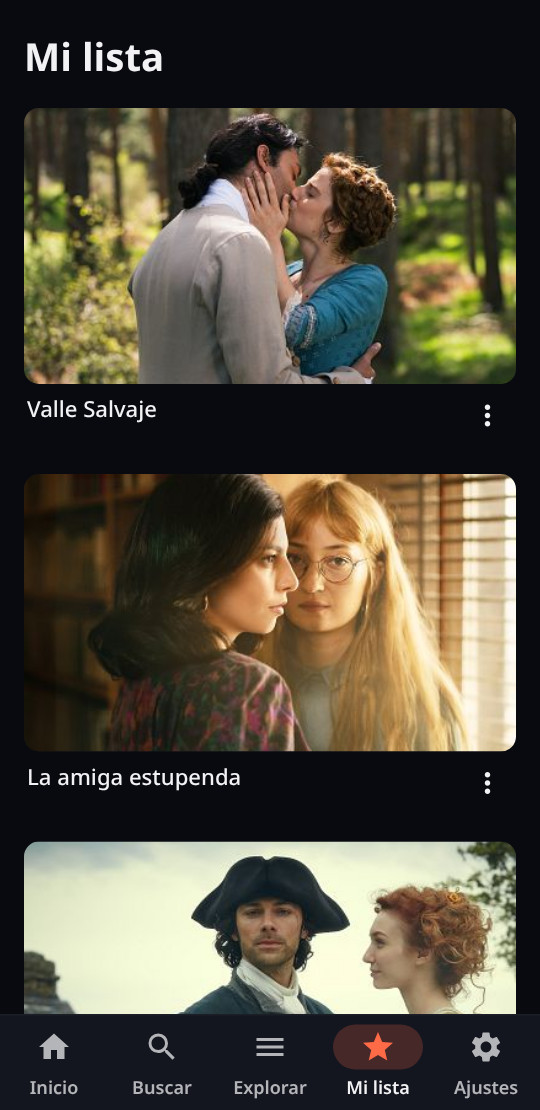 Mi lista
Valle Salvaje
La amiga estupenda
Inicio
Buscar
Explorar
Mi lista
Ajustes